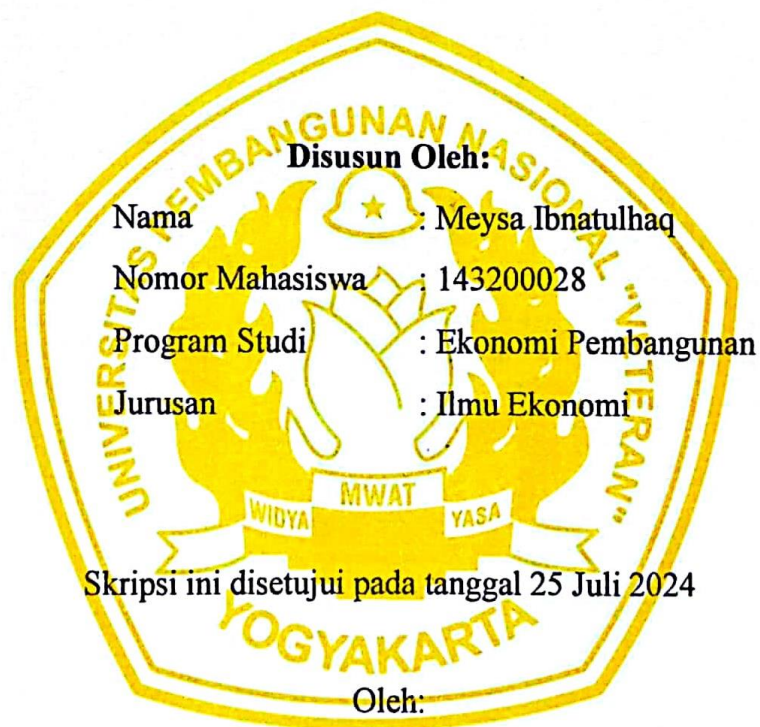 UNIVERSITAS PEMBANGUNAN NASIONAL "VETERAN"
Disusun Oleh:
Nama : Meysa Ibnatulhaq
Nomor Mahasiswa : 143200028
Program Studi : Ekonomi Pembangunan
Jurusan : Ilmu Ekonomi
WIDYA MWAT YASA
Skripsi ini disetujui pada tanggal 25 Juli 2024
YOGYAKARTA
Oleh: